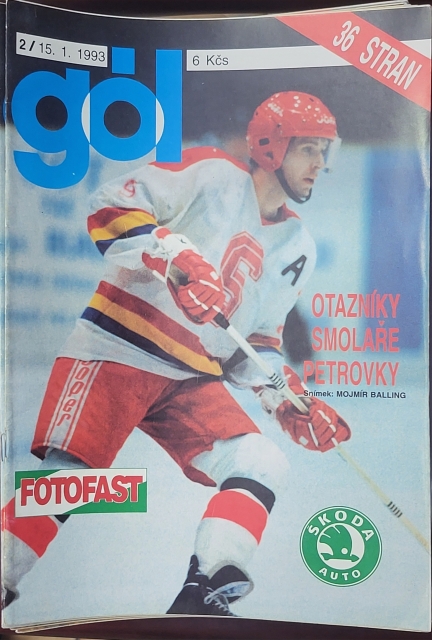 2/ 15. 1. 1993
6 Kčs
36 STRAN
gól
S
A
OTAZNÍKY
SMOLAŘE
PETROVKY
Snímek: MOJMÍR BALLING
FOTOFAST
ŠKODA
AUTO